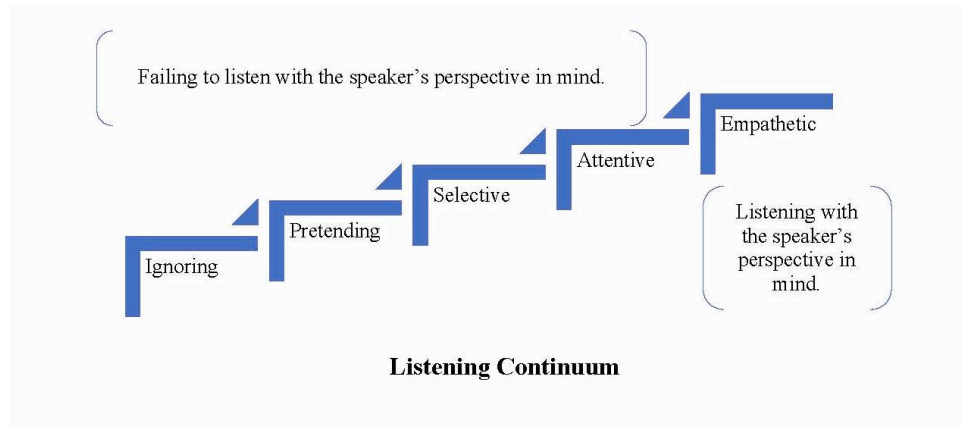 Failing to listen with the speaker’s perspective in mind.
Empathetic
Attentive
Selective
Pretending
Ignoring
Listening with
the speaker’s
perspective in
mind.
Listening Continuum